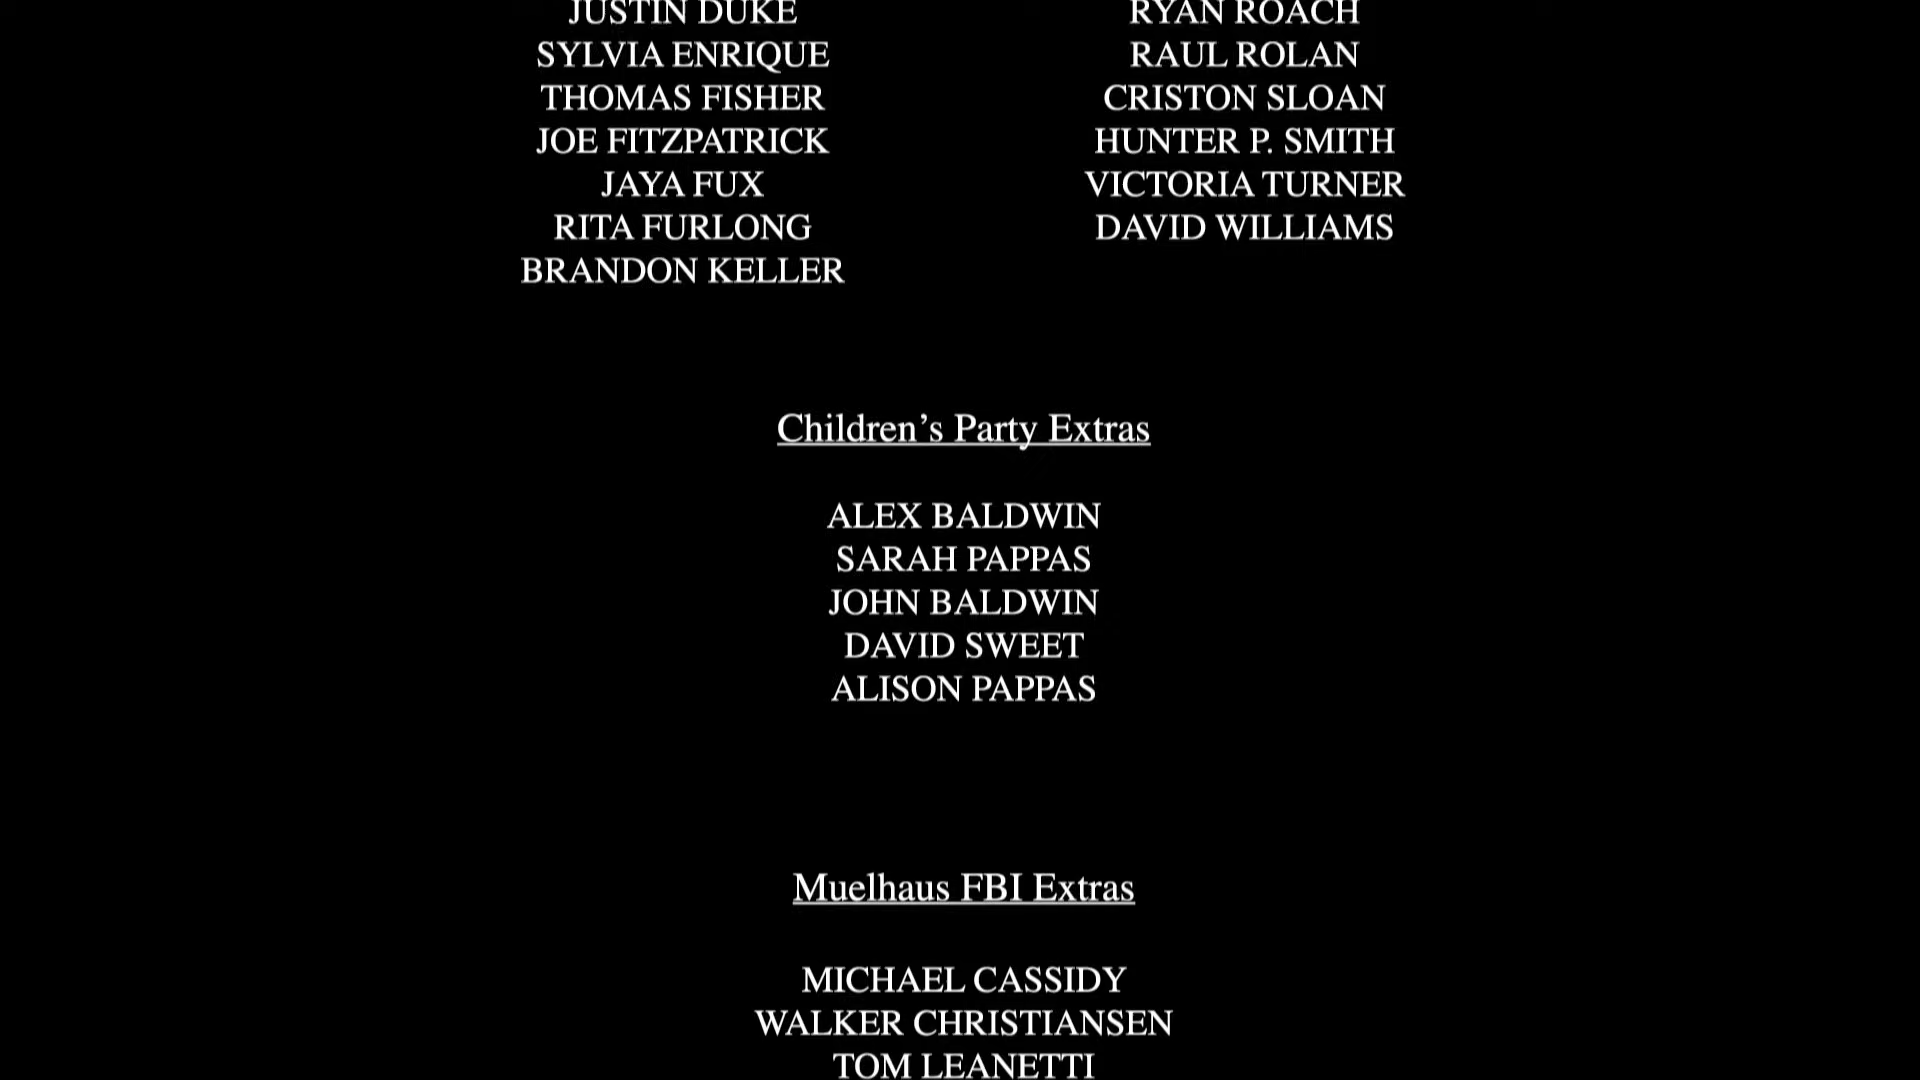 JUSTIN DUKE
SYLVIA ENRIQUE
THOMAS FISHER
JOE FITZPATRICK
JAYA FUX
RITA FURLONG
BRANDON KELLER
RYAN ROACH
RAUL ROLAN
CRISTON SLOAN
HUNTER P. SMITH
VICTORIA TURNER
DAVID WILLIAMS
Children’s Party Extras
ALEX BALDWIN
SARAH PAPPAS
JOHN BALDWIN
DAVID SWEET
ALISON PAPPAS
Muelhaus FBI Extras
MICHAEL CASSIDY
WALKER CHRISTIANSEN
TOM LEANETTI